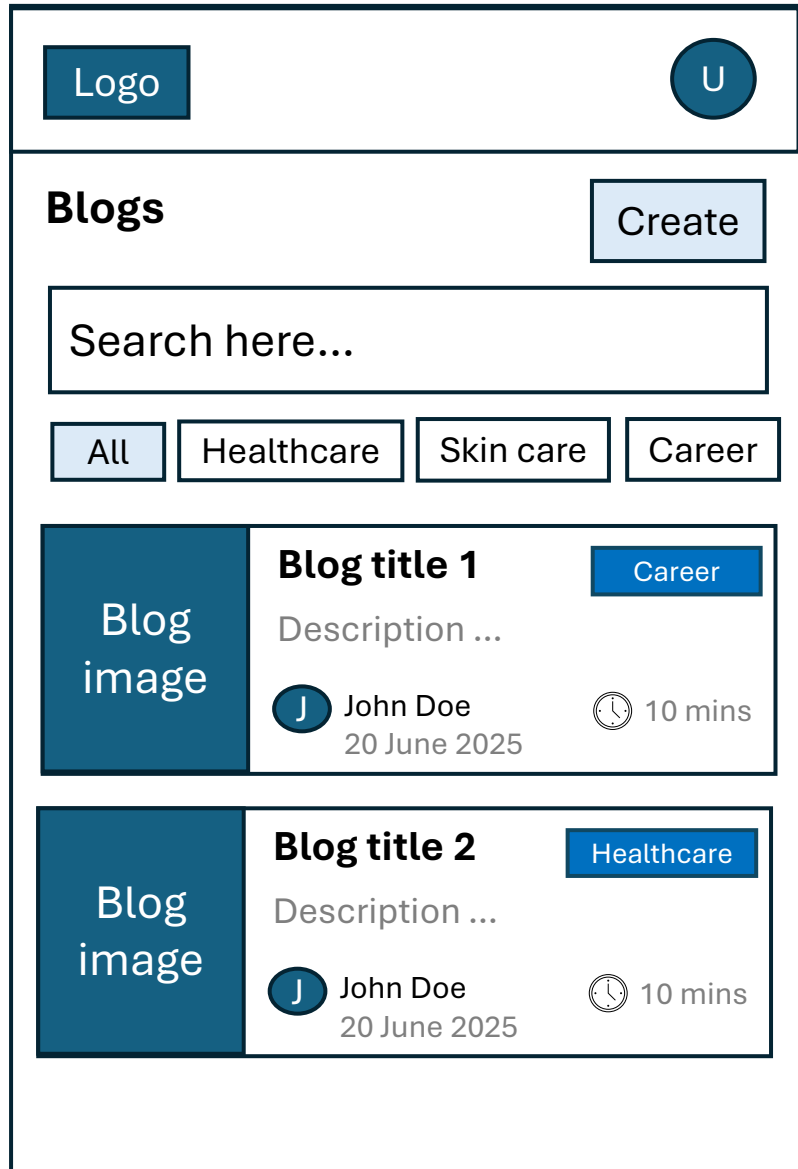 Logo
U
Blogs
Create
Search here...
All
Healthcare
Skin care
Career
Blog
image
Blog title 1
Career
Description ...
J
John Doe
20 June 2025
10 mins
Blog
image
Blog title 2
Healthcare
Description ...
J
John Doe
20 June 2025
10 mins